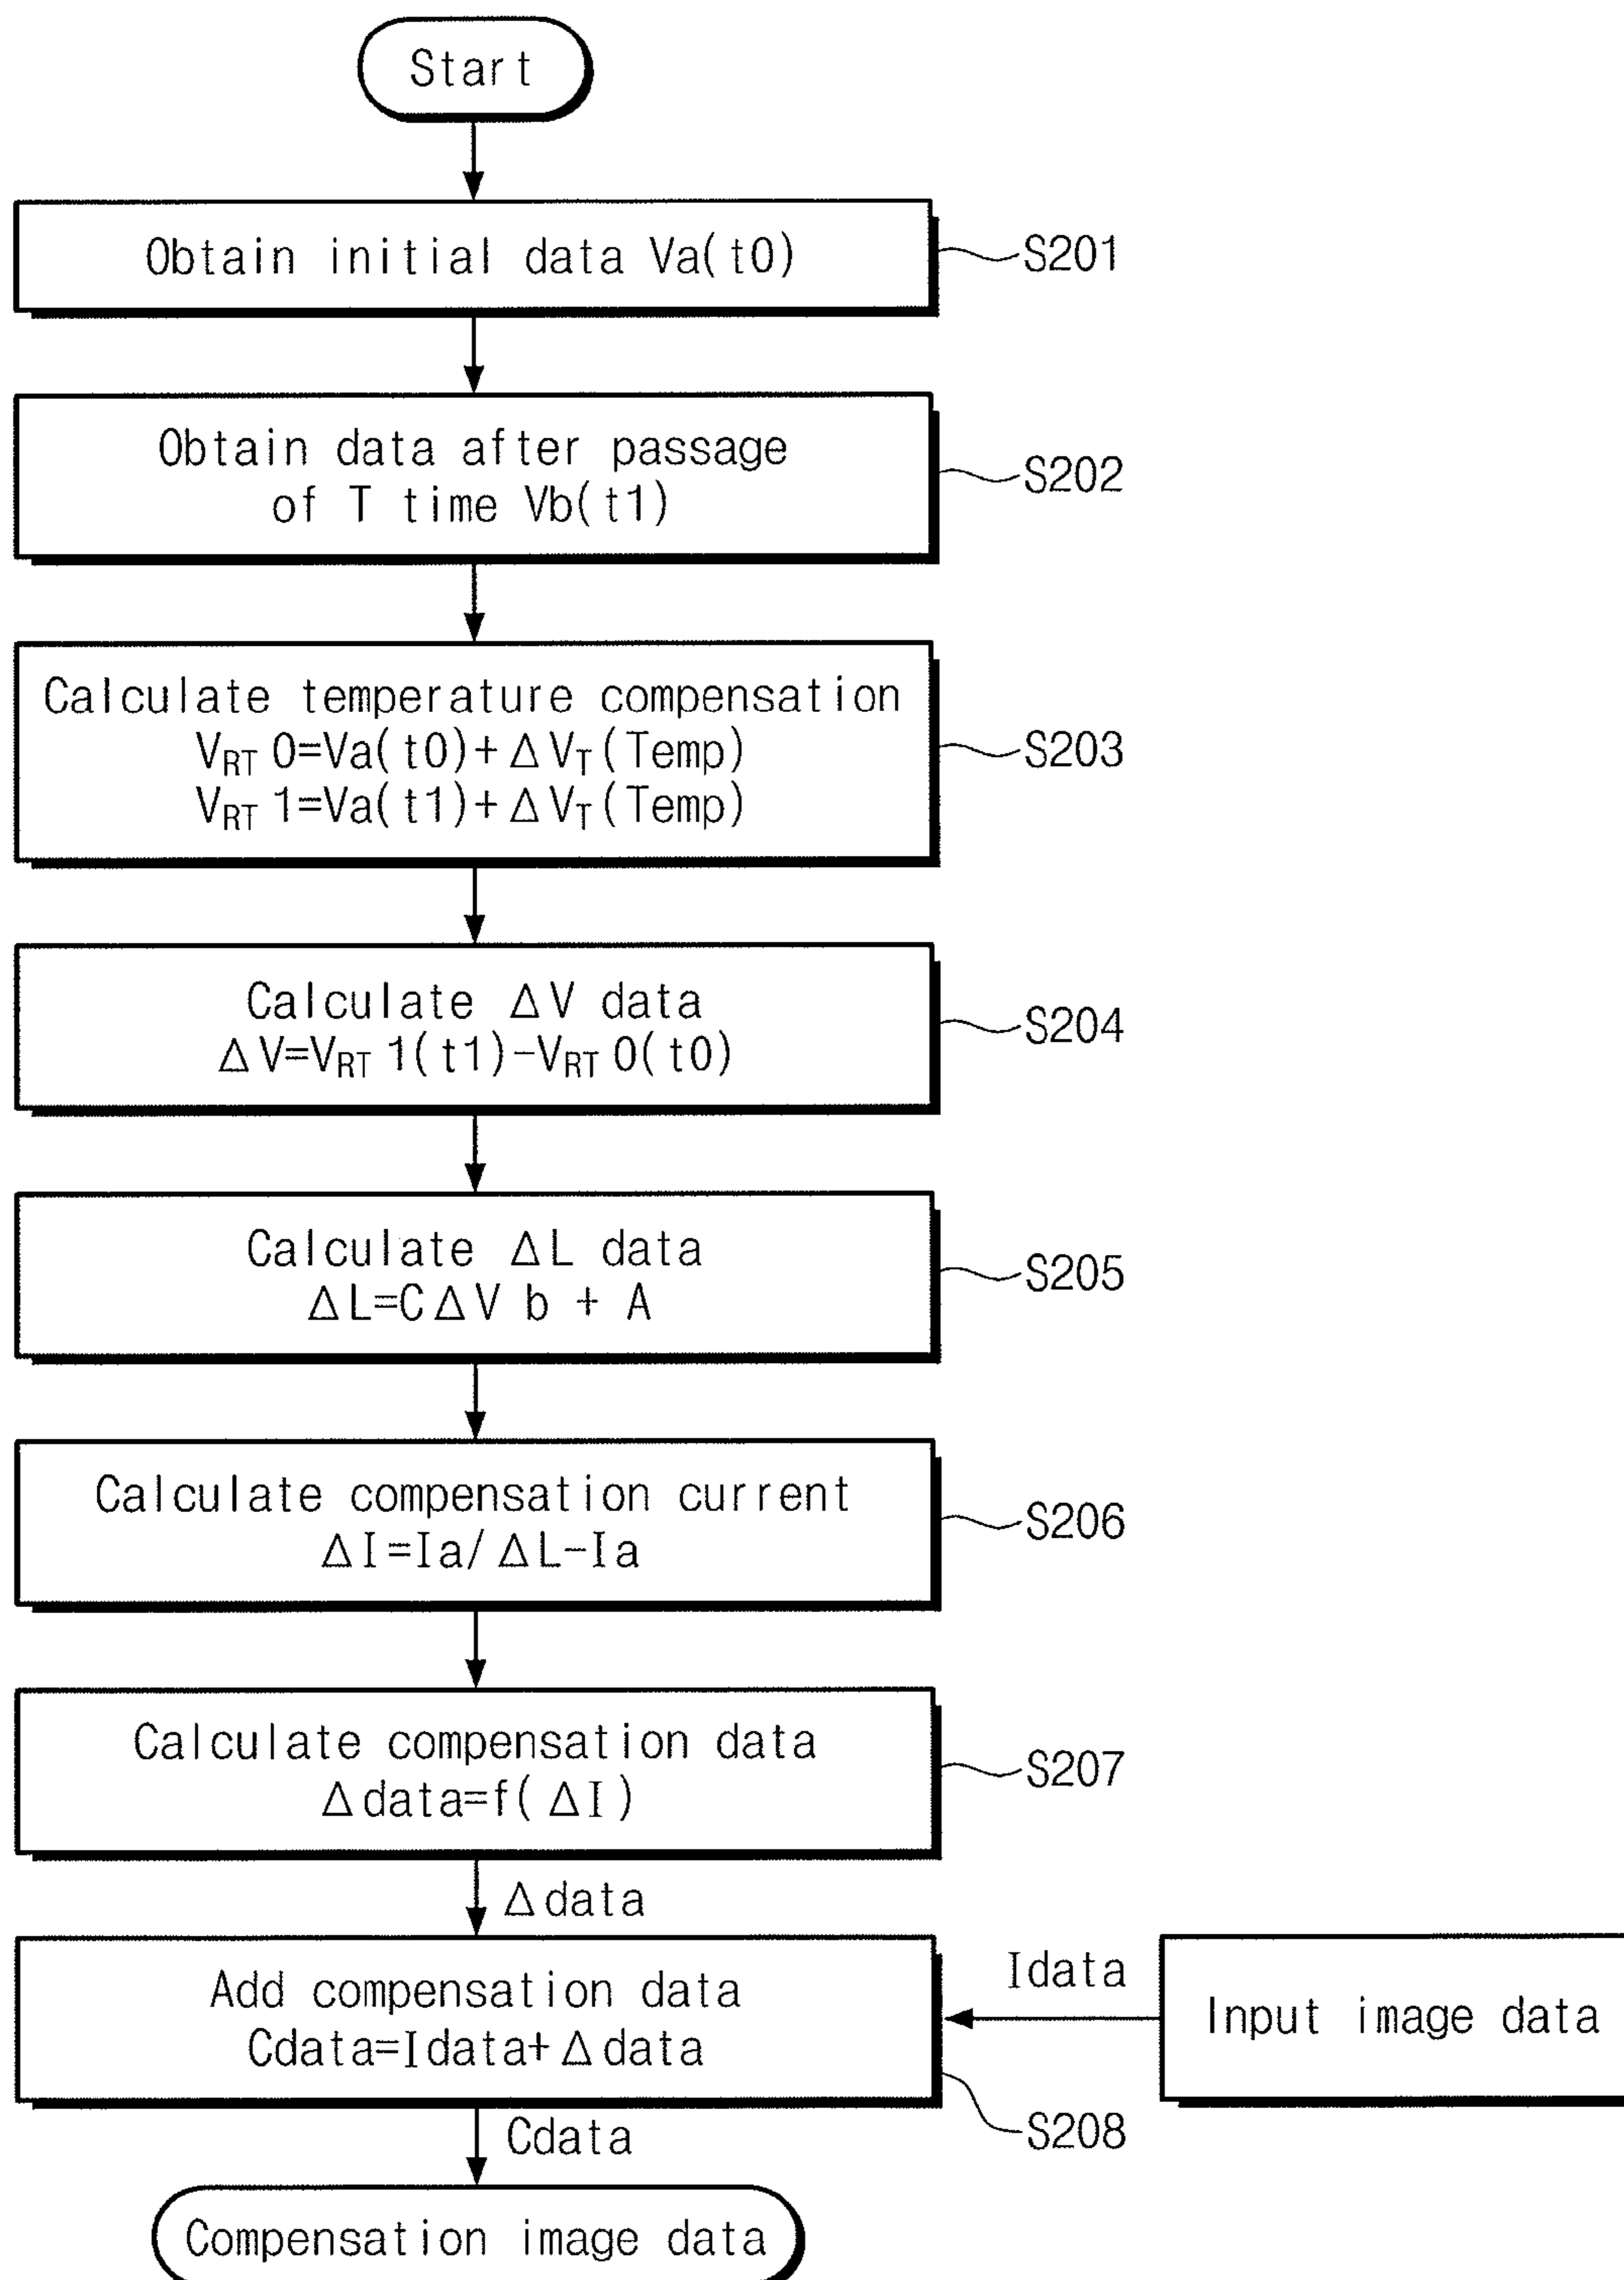 Start
Obtain initial data Va(t0)
S201
Obtain data after passage
of T time Vb(t1)
S202
Calculate temperature compensation
VRT 0=Va(t0)+ΔVT(Temp)
VRT 1=Va(t1)+ΔVT(Temp)
S203
Calculate ΔV data
ΔV=VRT 1(t1)-VRT 0(t0)
S204
Calculate ΔL data
ΔL=CΔV b + A
S205
Calculate compensation current
ΔI=Ia/ΔL-Ia
S206
Calculate compensation data
Δdata=f(ΔI)
S207
Δdata
Add compensation data
Cdata=Idata+Δdata
Idata
Input image data
S208
Cdata
Compensation image data